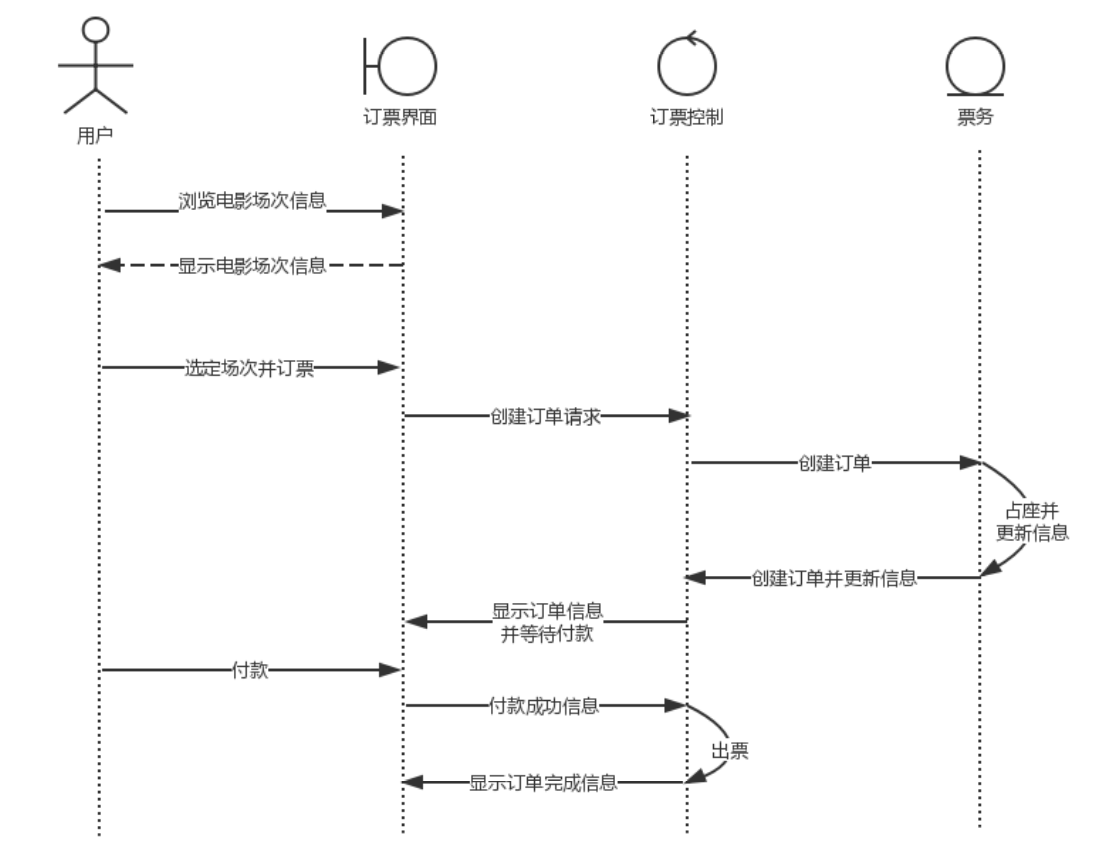 用户
订票界面
订票控制
票务
浏览电影场次信息
显示电影场次信息
选定场次并订票
创建订单请求
创建订单
占座并
更新信息
创建订单并更新信息
显示订单信息
并等待付款
付款
付款成功信息
出票
显示订单完成信息